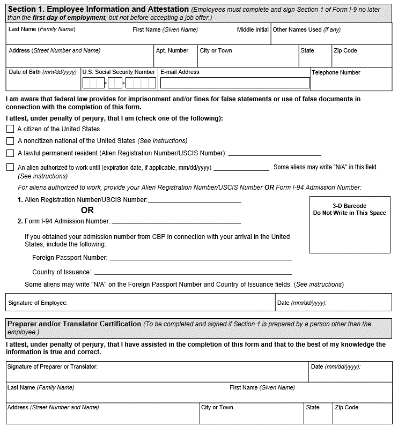 Section 1. Employee Information and Attestation (Employees must complete and sign Section 1 of Form I-9 no later
than the first day of employment, but not before accepting a job offer.)
Last Name (Family Name) First Name (Given Name) Middle Initial Other Names Used (if any)
Address (Street Number and Name) Apt. Number City or Town State Zip Code
Date of Birth (mm/dd/yyyy) U.S. Social Security Number E-mail Address Telephone Number
I am aware that federal law provides for imprisonment and/or fines for false statements or use of false documents in
connection with the completion of this form.
I attest, under penalty of perjury, that I am (check one of the following):
A citizen of the United States
A noncitizen national of the United States (See instructions)
A lawful permanent resident (Alien Registration Number/USCIS Number):
An alien authorized to work until (expiration date, if applicable, mm/dd/yyyy) Some aliens may write "N/A" in this field
(See instructions)
For aliens authorized to work, provide your Alien Registration Number/USCIS Number OR Form I-94 Admission Number:
1. Alien Registration Number/USCIS Number:
OR
2. Form I-94 Admission Number:
3-D Barcode
Do Not Write in This Space
If you obtained your admission number from CBP in connection with your arrival in the United
States, include the following:
Foreign Passport Number:
Country of Issuance:
Some aliens may write "N/A" on the Foreign Passport Number and Country of Issuance fields. (See instructions)
Signature of Employee: Date (mm/dd/yyyy):
Preparer and/or Translator Certification (To be completed and signed if Section 1 is prepared by a person other than the
employee.)
I attest, under penalty of perjury, that I have assisted in the completion of this form and that to the best of my knowledge the
information is true and correct.
Signature of Preparer or Translator: Date (mm/dd/yyyy):
Last Name (Family Name) First Name (Given Name)
Address (Street Number and Name) City or Town State Zip Code